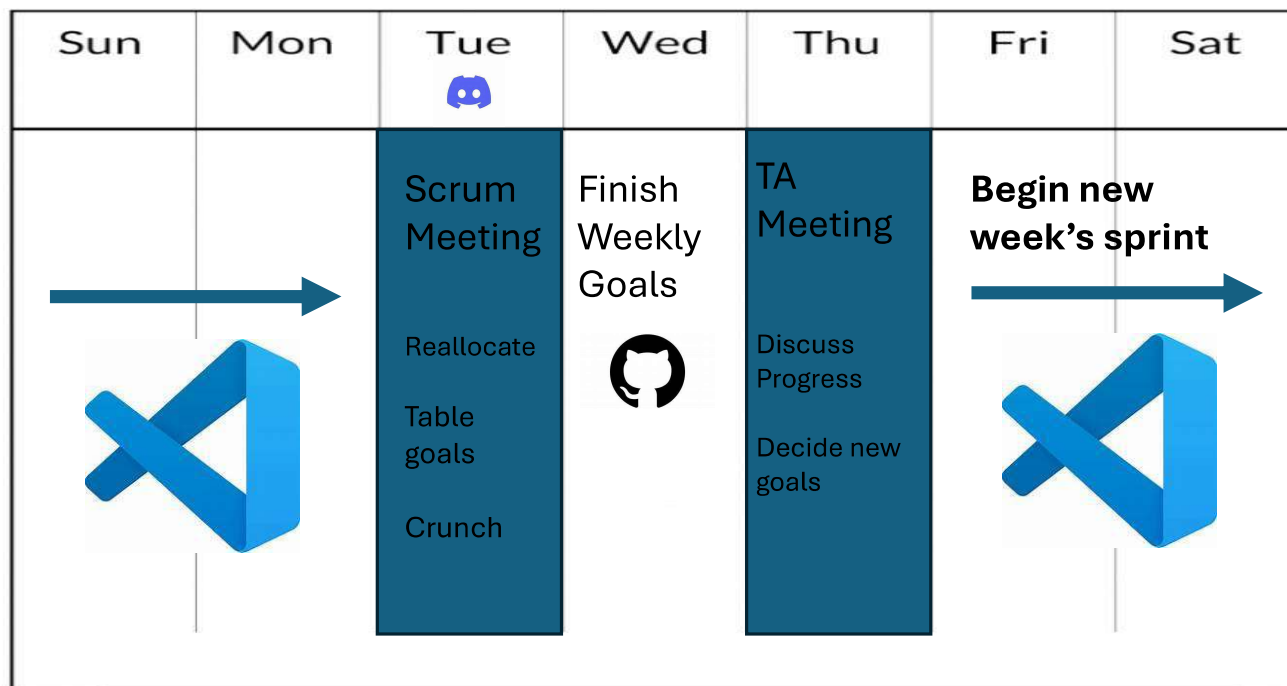 Sun Mon Tue Wed Thu Fri Sat
Scrum
Meeting
Reallocate
Table
goals
Crunch
Finish
Weekly
Goals
TA
Meeting
Discuss
Progress
Decide new
goals
Begin new
week’s sprint